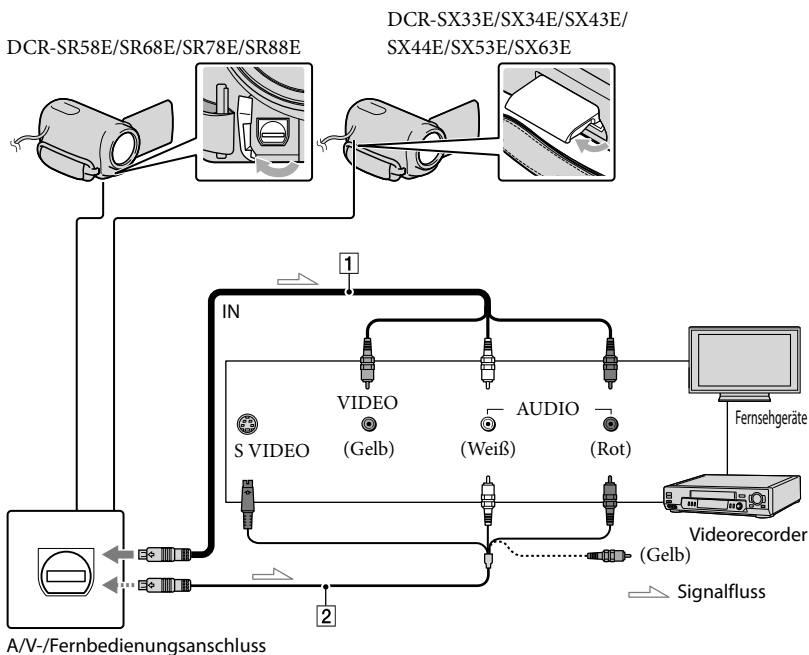 DCR-SX33E/SX34E/SX43E/
DCR-SR58E/SR68E/SR78E/SR88E
SX44E/SX53E/SX63E
1
IN
VIDEO
AUDIO
Fernsehgeräte
S VIDEO
(Gelb)
(Weiß)
(Rot)
Videorecorder
(Gelb)
Signalfluss
2
A/V-/Fernbedienungsanschluss